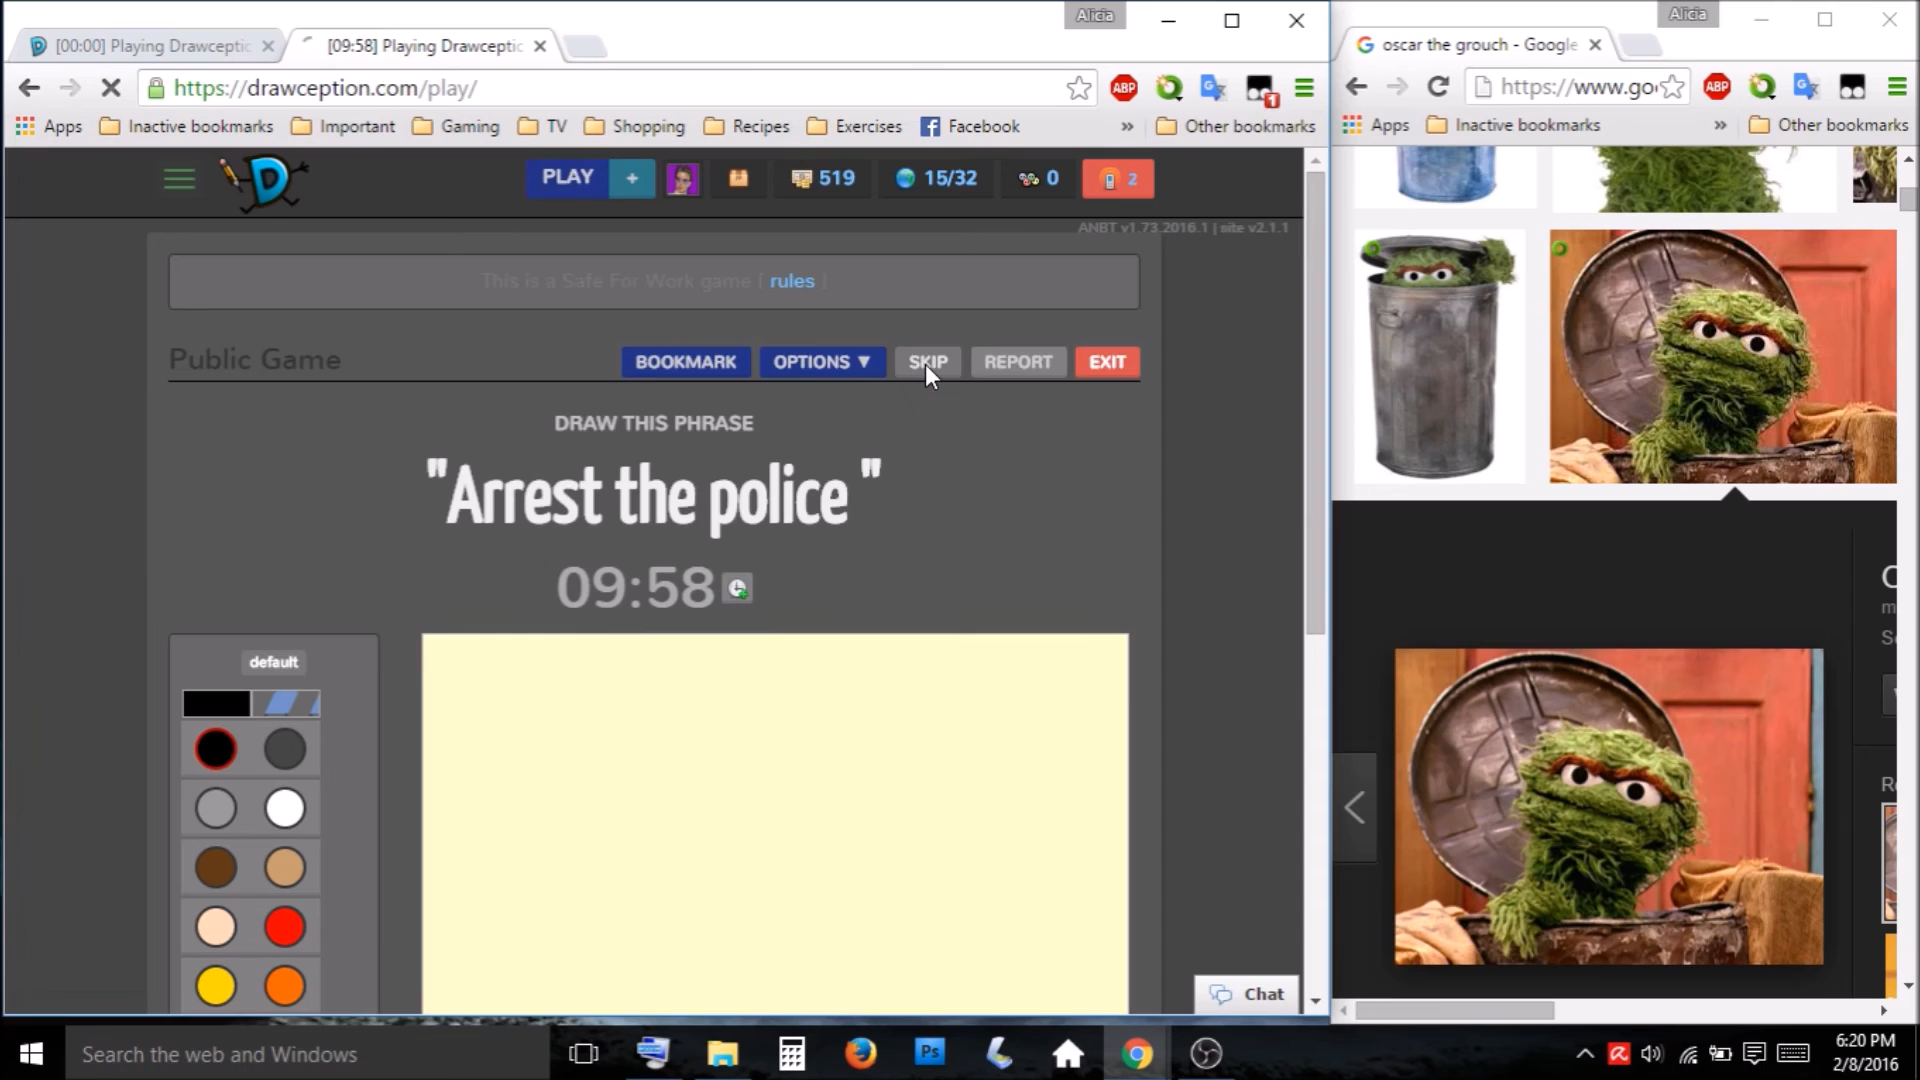 Alicia
[00:00] Playing Drawceptic
[09:58] Playing Drawceptic
https://drawception.com/play/
ABP
1
Apps
Inactive bookmarks
Important
Gaming
TV
Shopping
Recipes
Exercises
Facebook
»
Other bookmarks
D
PLAY
+
519
15/32
0
2
ANBT v1.73.2016.1 | site v2.1.1
This is a Safe For Work game [ rules ]
Public Game
BOOKMARK
OPTIONS ▼
SKIP
REPORT
EXIT
DRAW THIS PHRASE
"Arrest the police "
09:58
default
Chat
Alicia
oscar the grouch - Google
https://www.go
ABP
Apps
Inactive bookmarks
»
Other bookmarks
Search the web and Windows
Ps
6:20 PM
2/8/2016